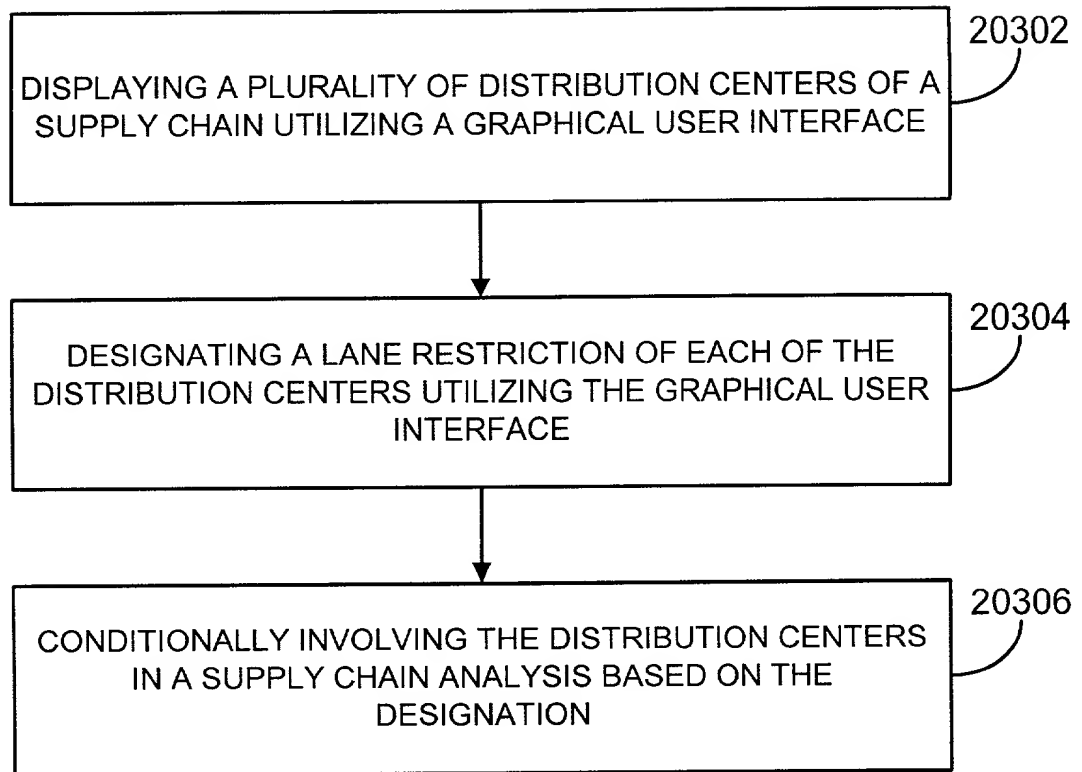 20302
DISPLAYING A PLURALITY OF DISTRIBUTION CENTERS OF A
SUPPLY CHAIN UTILIZING A GRAPHICAL USER INTERFACE
20304
DESIGNATING A LANE RESTRICTION OF EACH OF THE
DISTRIBUTION CENTERS UTILIZING THE GRAPHICAL USER
INTERFACE
20306
CONDITIONALLY INVOLVING THE DISTRIBUTION CENTERS
IN A SUPPLY CHAIN ANALYSIS BASED ON THE
DESIGNATION